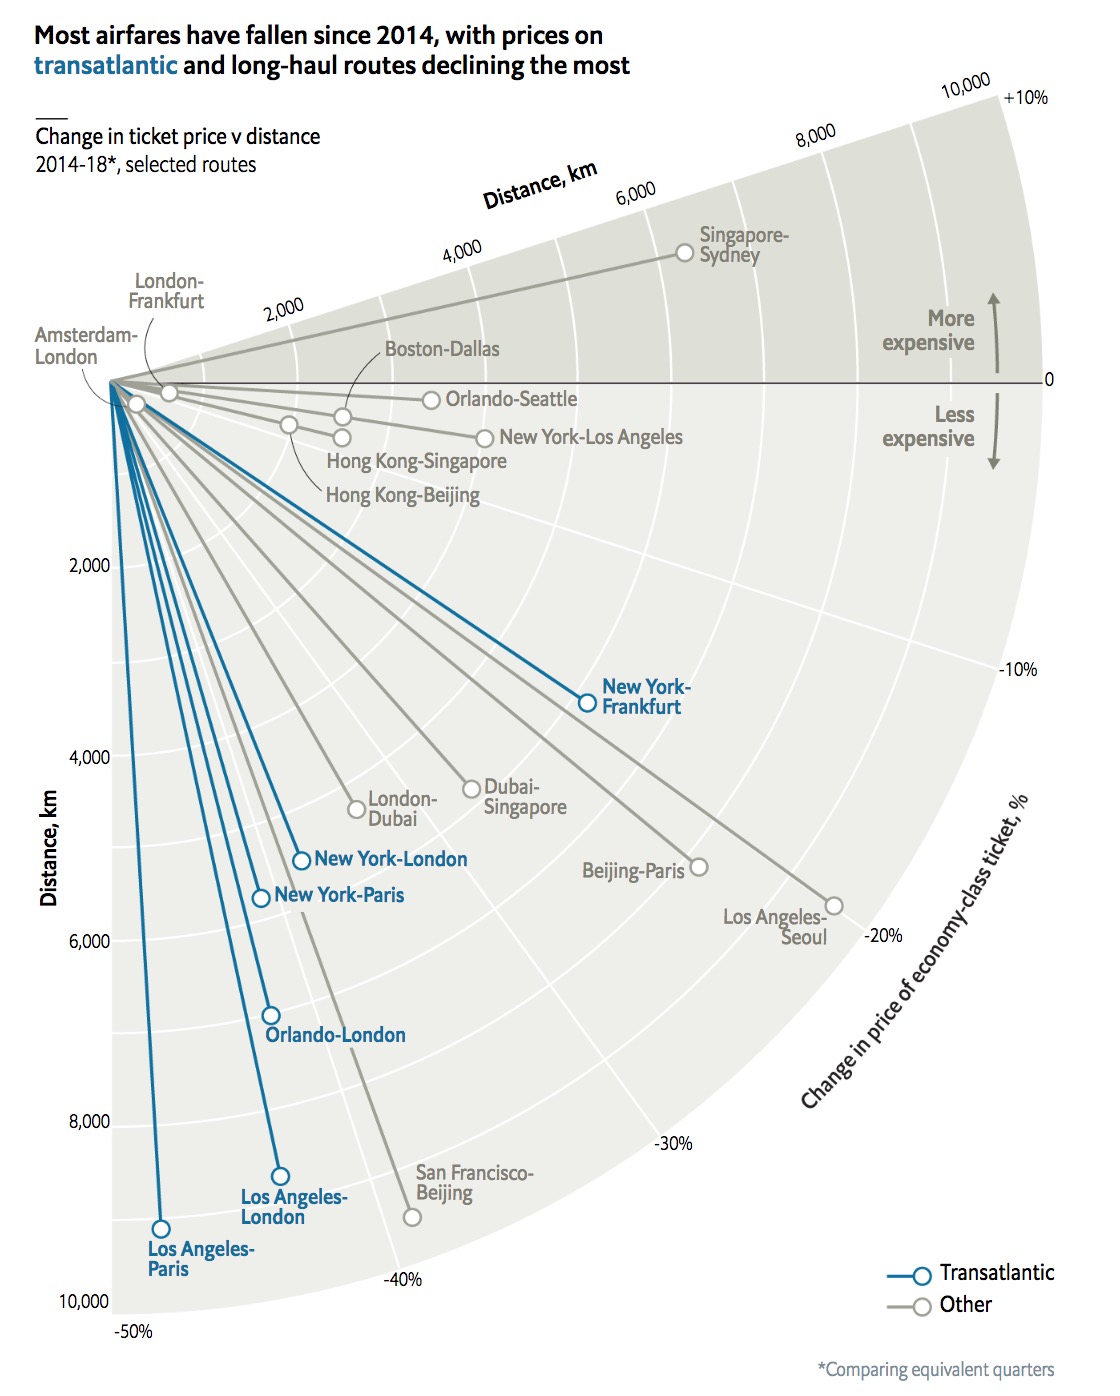 Most airfares have fallen since 2014, with prices on
transatlantic and long-haul routes declining the most
Change in ticket price v distance
2014-18*, selected routes
10,000
+10%
8,000
Distance, km
6,000
4,000
2,000
Singapore-
Sydney
London-
Frankfurt
Amsterdam-
London
More
expensive
Boston-Dallas
0
Orlando-Seattle
Less
expensive
New York-Los Angeles
Hong Kong-Singapore
Hong Kong-Beijing
2,000
-10%
New York-
Frankfurt
4,000
Dubai-
Singapore
London-
Dubai
Distance, km
New York-London
Beijing-Paris
New York-Paris
Los Angeles-
Seoul
-20%
Change in price of economy-class ticket, %
6,000
Orlando-London
8,000
-30%
San Francisco-
Beijing
Los Angeles-
London
Los Angeles-
Paris
-40%
10,000
-50%
Transatlantic
Other
*Comparing equivalent quarters